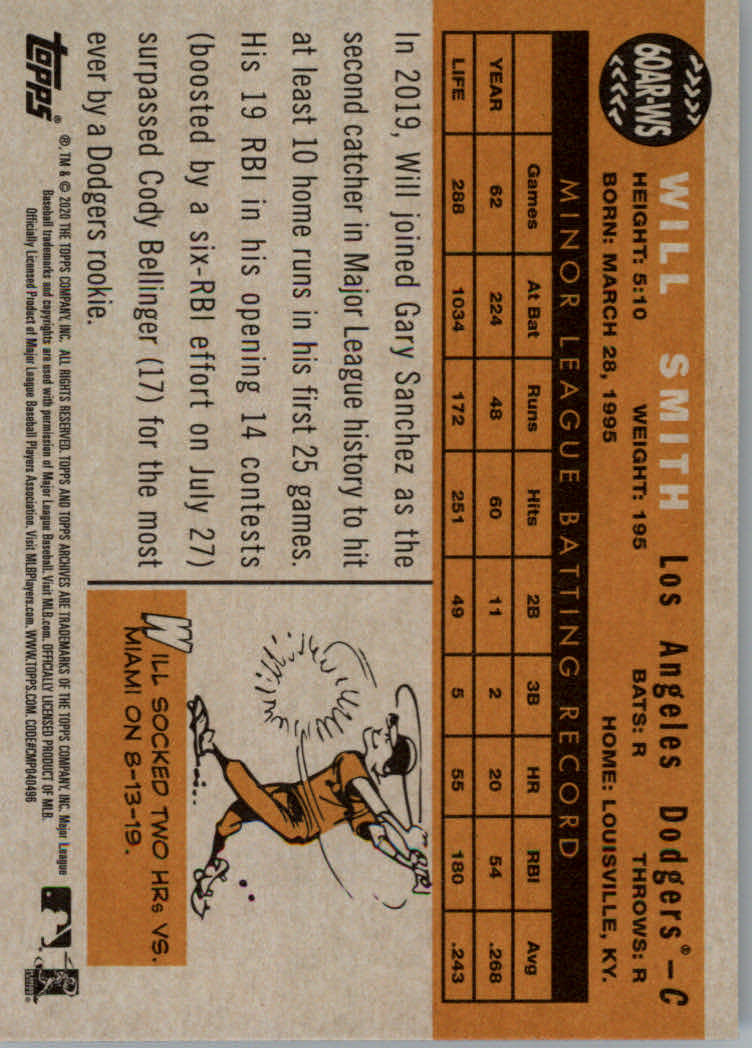 60AR-WS
WILL SMITH Los Angeles Dodgers® – C
HEIGHT: 5:10 WEIGHT: 195 BATS: R THROWS: R
BORN: MARCH 28, 1995 HOME: LOUISVILLE, KY.
MINOR LEAGUE BATTING RECORD
Games At Bat Runs Hits 2B 3B HR RBI Avg
YEAR 62 224 48 60 11 2 20 54 .268
LIFE 288 1034 172 251 49 5 55 180 .243
In 2019, Will joined Gary Sanchez as the
second catcher in Major League history to hit
at least 10 home runs in his first 25 games.
His 19 RBI in his opening 14 contests
(boosted by a six-RBI effort on July 27)
surpassed Cody Bellinger (17) for the most
ever by a Dodgers rookie.
WILL SOCKED TWO HRs VS.
MIAMI ON 8-13-19.
topps®
®, TM & © 2020 THE TOPPS COMPANY, INC. ALL RIGHTS RESERVED. TOPPS AND TOPPS ARCHIVES ARE TRADEMARKS OF THE TOPPS COMPANY, INC. Major League
Baseball trademarks and copyrights are used with permission of Major League Baseball. Visit MLB.com. OFFICIALLY LICENSED PRODUCT OF MLB.
Officially Licensed Product of Major League Baseball Players Association. Visit MLBPlayers.com. WWW.TOPPS.COM. CODE#CMP040496